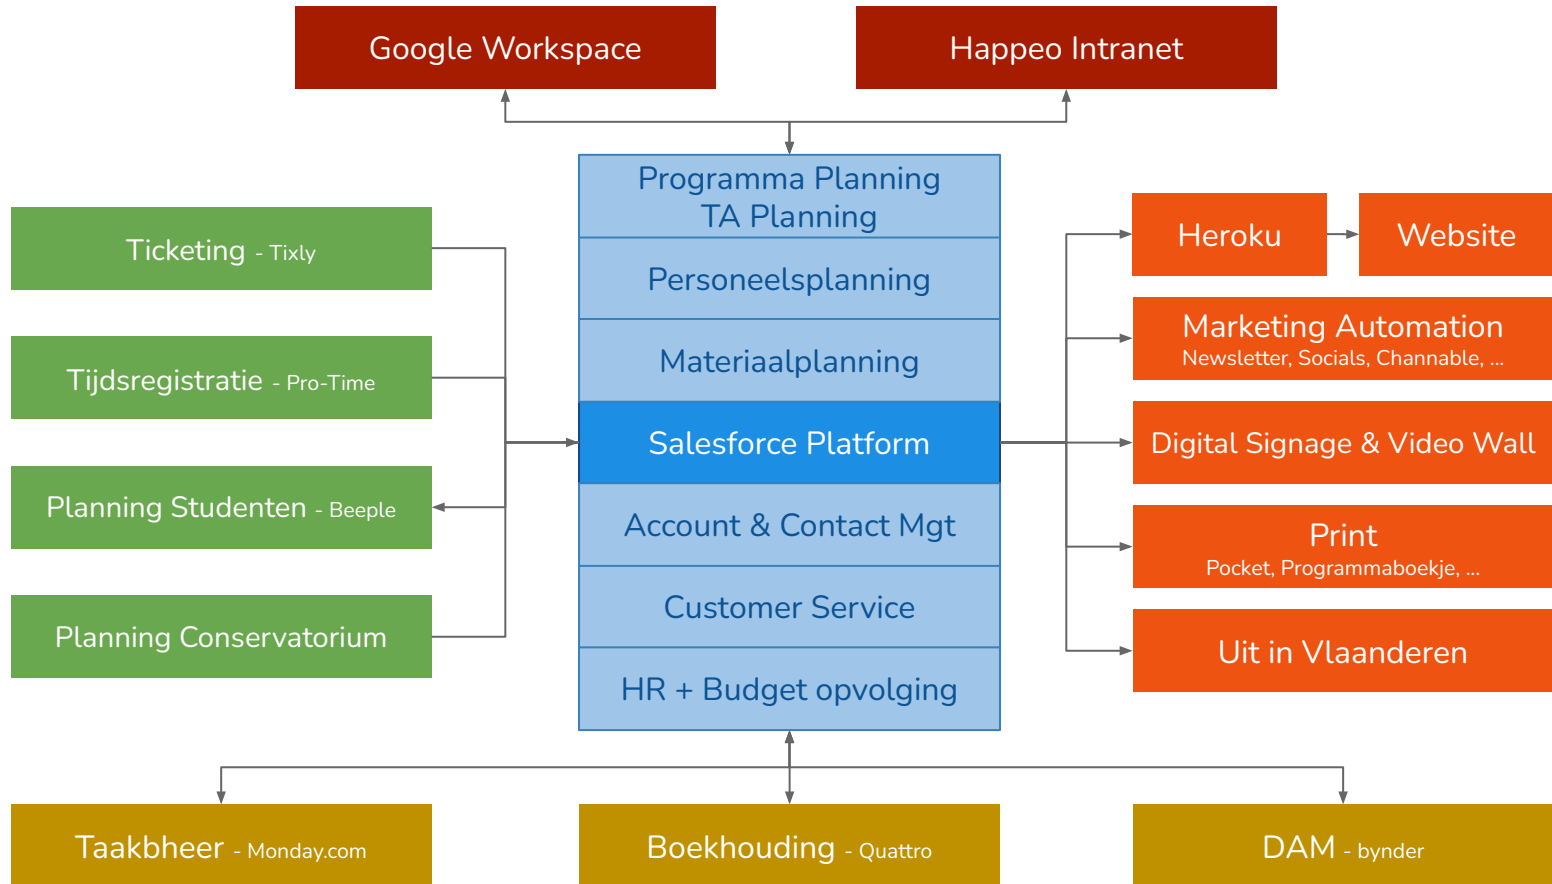 Google Workspace
Happeo Intranet
Programma Planning
TA Planning
Personeelsplanning
Materiaalplanning
Salesforce Platform
Account & Contact Mgt
Customer Service
HR + Budget opvolging
Ticketing - Tixly
Tijdsregistratie - Pro-Time
Planning Studenten - Beeple
Planning Conservatorium
Heroku
Website
Marketing Automation
Newsletter, Socials, Channable, ...
Digital Signage & Video Wall
Print
Pocket, Programmaboekje, ...
Uit in Vlaanderen
Taakbheer - Monday.com
Boekhouding - Quattro
DAM - bynder